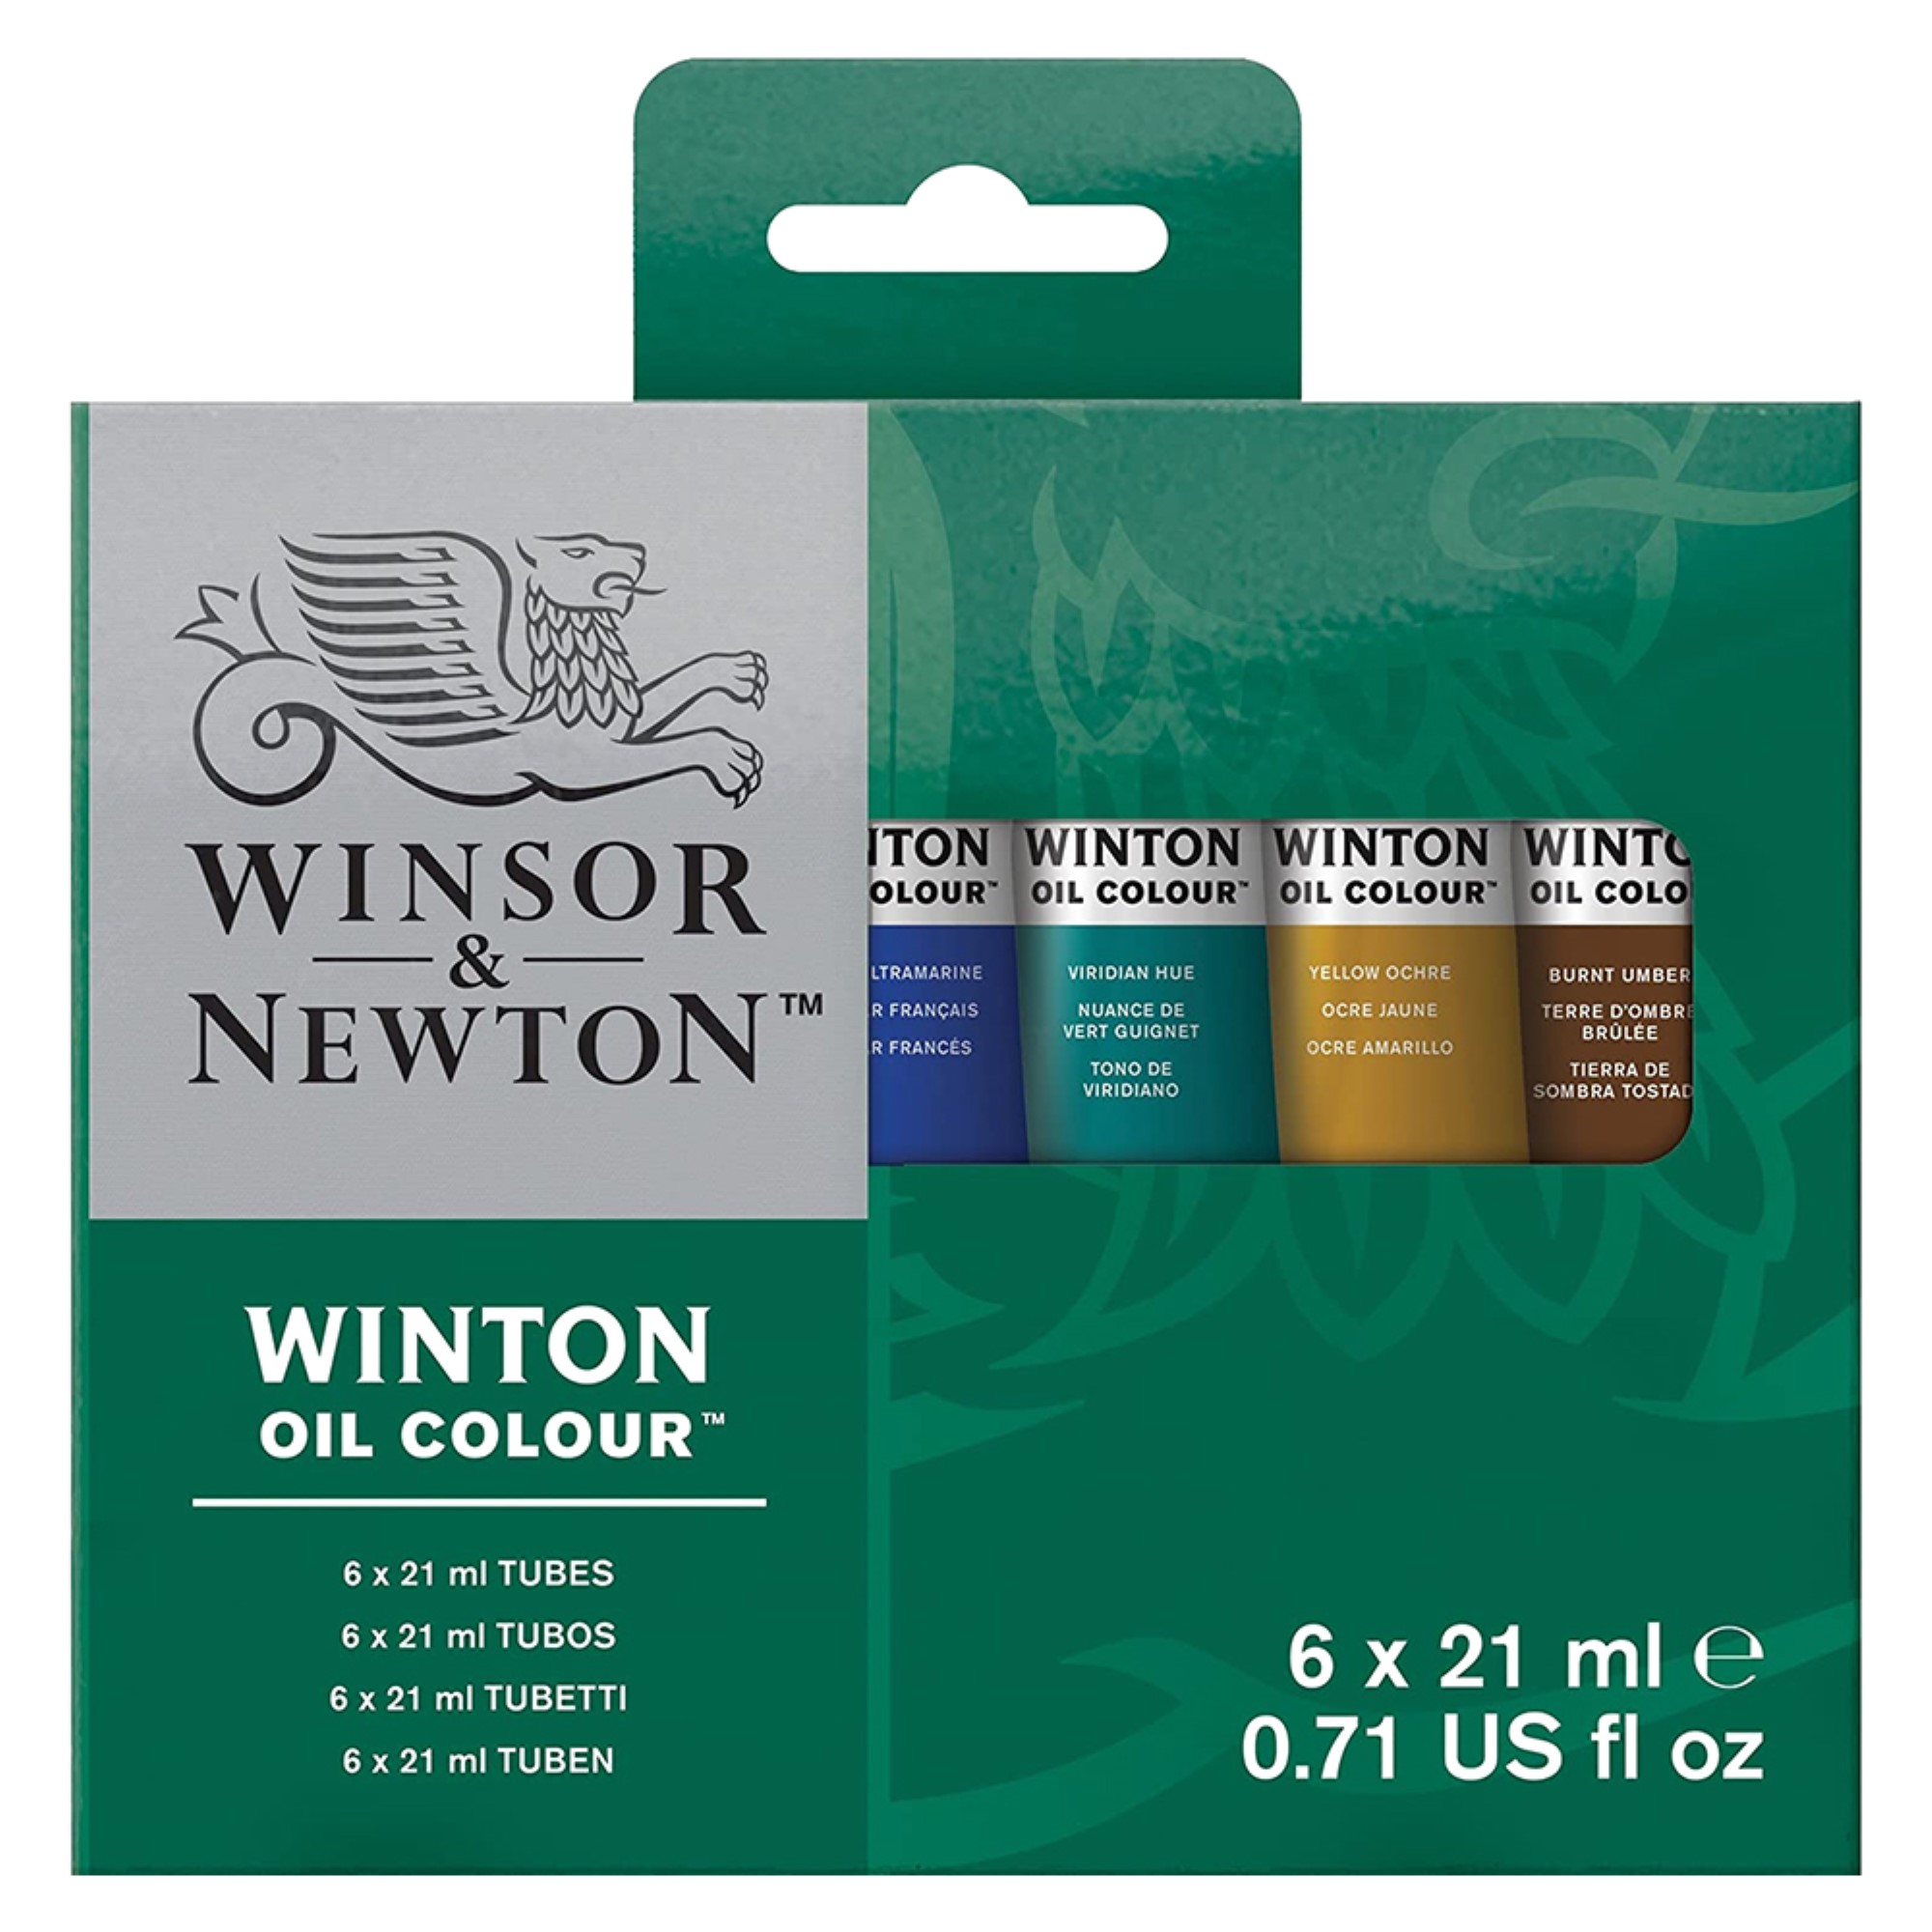 WINSOR
&
NEWTON™
WINTON
OIL COLOUR™
6 x 21 ml TUBES
6 x 21 ml TUBOS
6 x 21 ml TUBETTI
6 x 21 ml TUBEN
NTON
OLOUR™
LTRAMARINE
R FRANÇAIS
R FRANCÉS
WINTON
OIL COLOUR™
VIRIDIAN HUE
NUANCE DE
VERT GUIGNET
TONO DE
VIRIDIANO
WINTON
OIL COLOUR™
YELLOW OCHRE
OCRE JAUNE
OCRE AMARILLO
WINTO
OIL COLO
BURNT UMBER
TERRE D'OMBRE
BRÛLÉE
TIERRA DE
SOMBRA TOSTAD
6 x 21 ml ℮
0.71 US fl oz